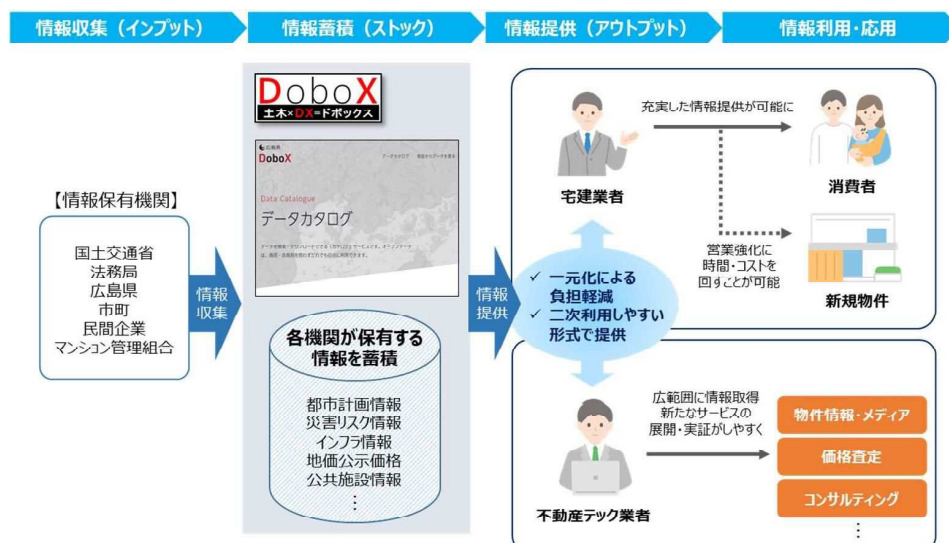 情報収集（インプット）
情報蓄積（ストック）
情報提供（アウトプット）
情報利用・応用
【情報保有機関】
国土交通省
法務局
広島県
市町
民間企業
マンション管理組合
情報
収集
DoboX
土木×DX=ドボックス
広島県
DoboX
データカタログ
Data Catalogue
データカタログ
各機関が保有する
情報を蓄積
都市計画情報
災害リスク情報
インフラ情報
地価公示価格
公共施設情報
⋮
情報
提供
✓ 一元化による
負担軽減
✓ 二次利用しやすい
形式で提供
宅建業者
充実した情報提供が可能に
消費者
営業強化に
時間・コストを
回すことが可能
新規物件
不動産テック業者
広範囲に情報取得
新たなサービスの
展開・実証がしやすく
物件情報・メディア
価格査定
コンサルティング
⋮